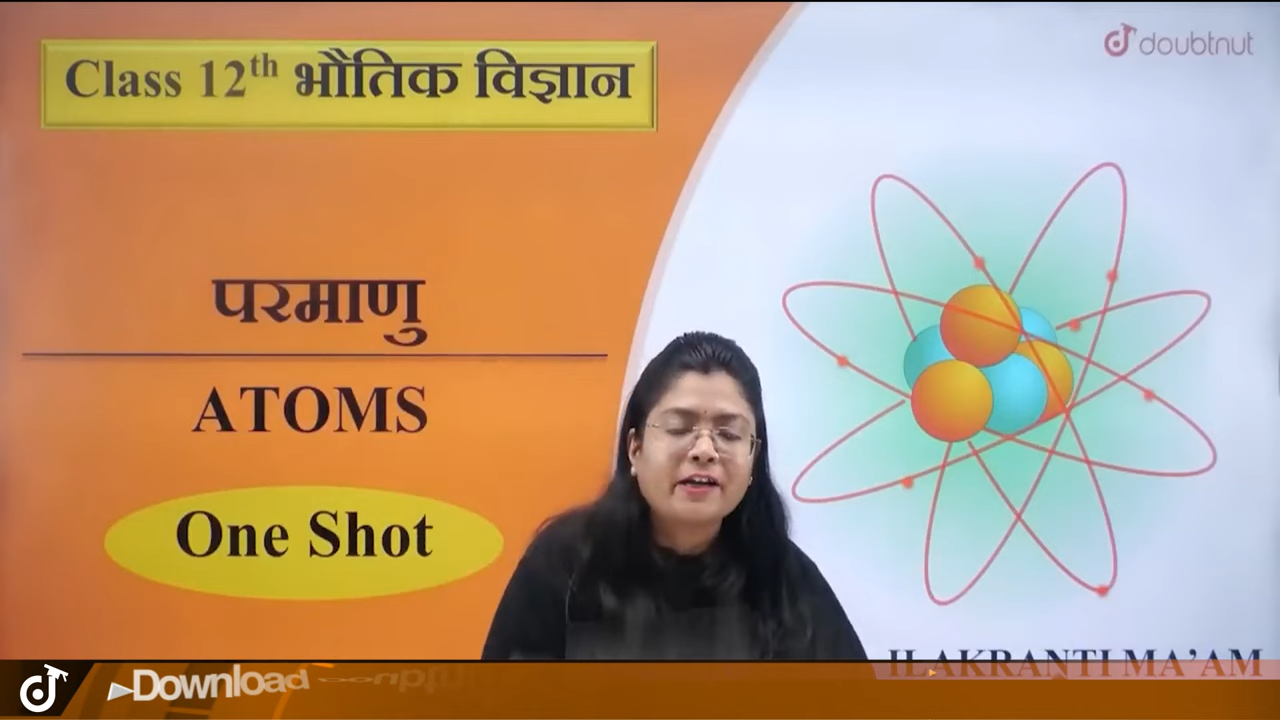 Class 12th भौतिक विज्ञान
doubtnut
परमाणु
ATOMS
One Shot
ILAKRANTI MA'AM
Download